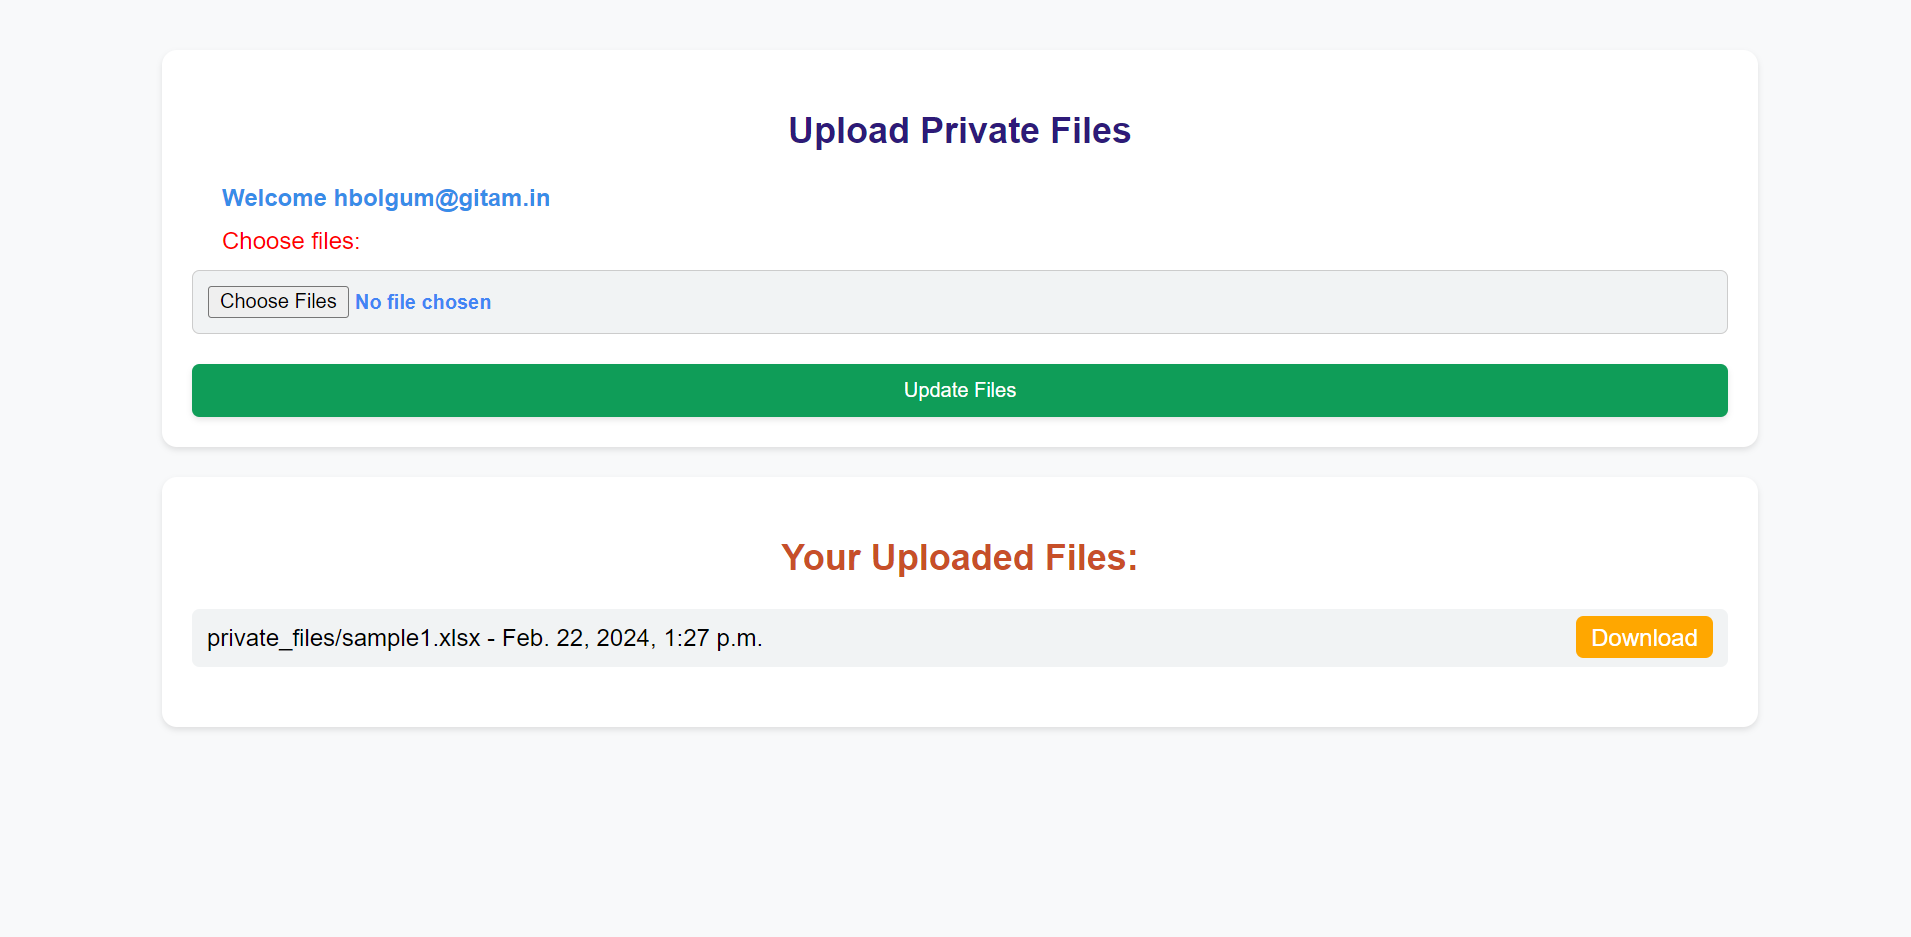 Upload Private Files
Welcome hbolgum@gitam.in
Choose files:
Choose Files No file chosen
Update Files
Your Uploaded Files:
private_files/sample1.xlsx - Feb. 22, 2024, 1:27 p.m. Download